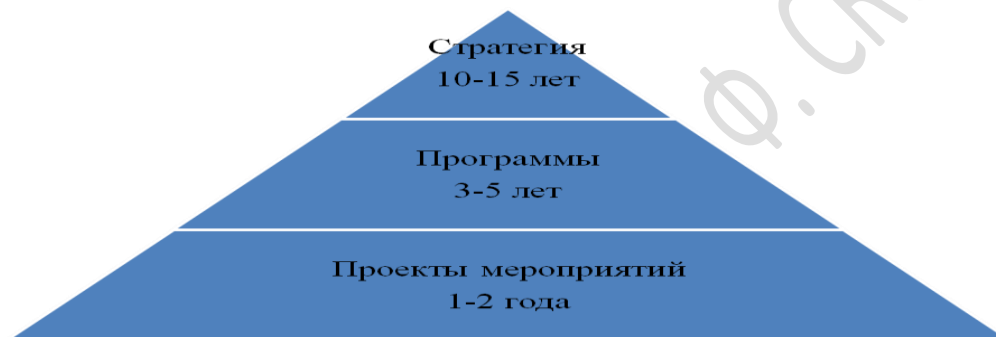 Стратегия
10-15 лет
Программы
3-5 лет
Проекты мероприятий
1-2 года